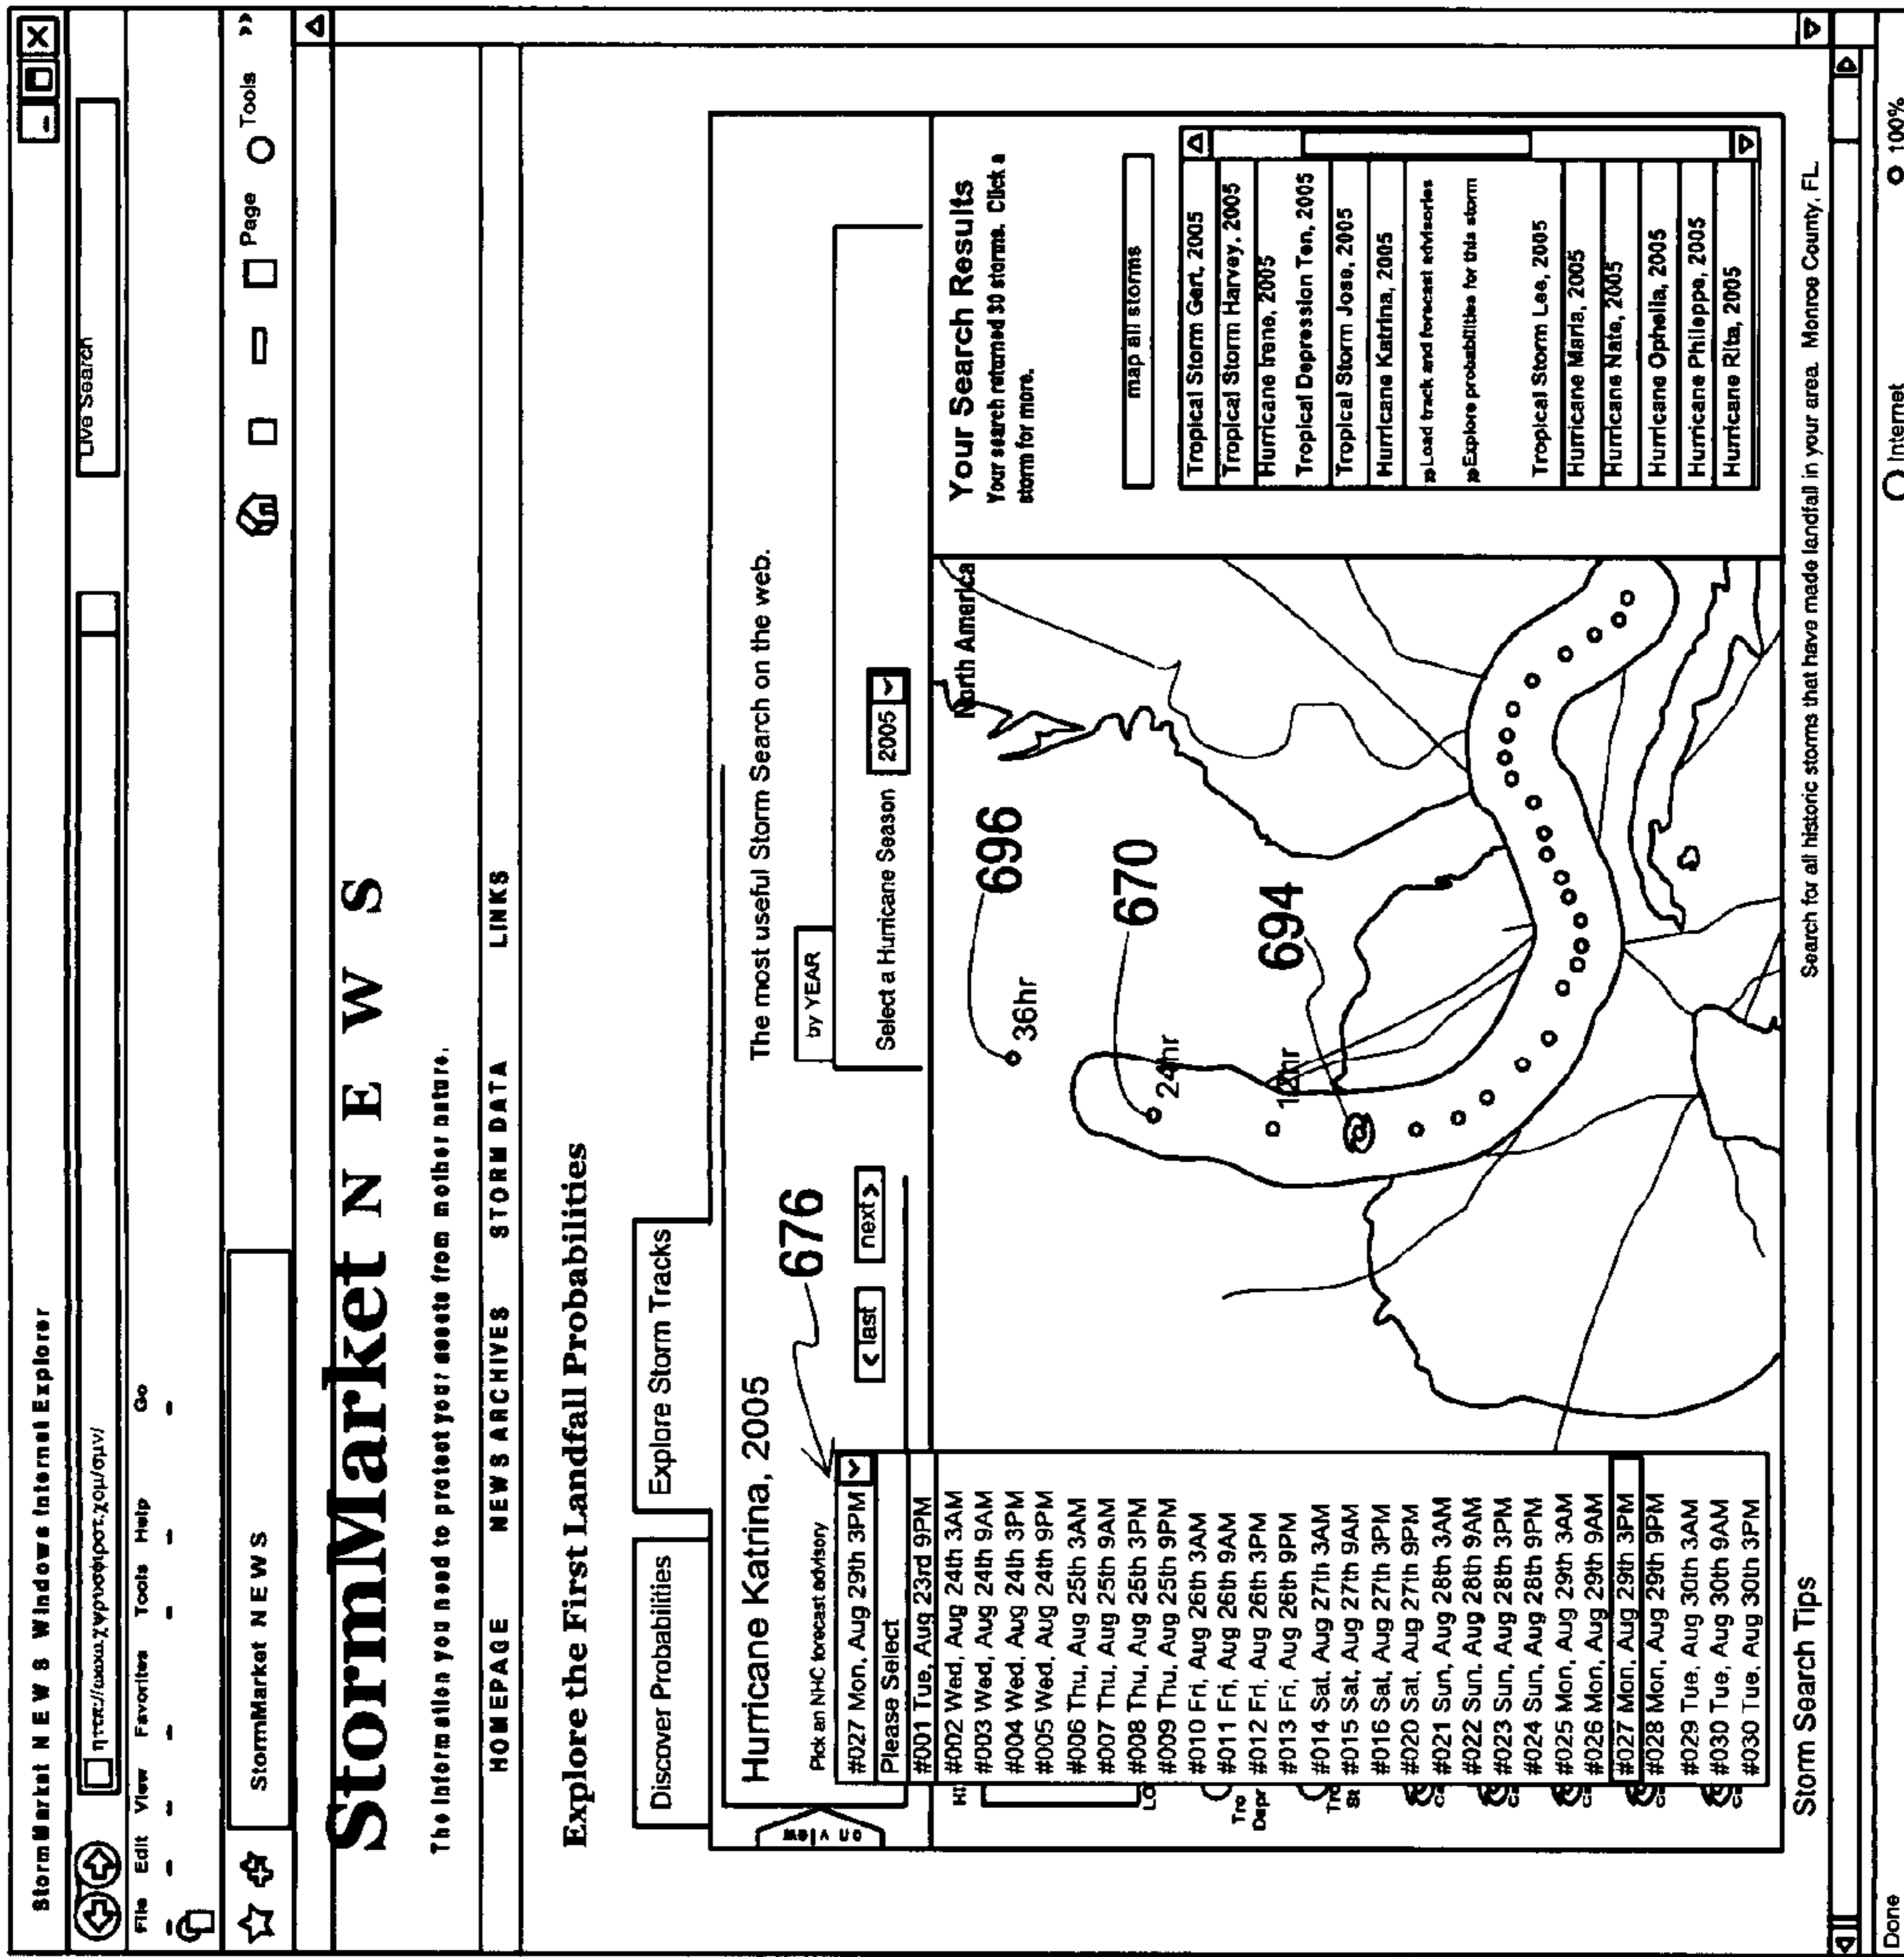 StormMarket N E W S Windows Internet Explorer
ηττπ://ωωω.χψρυσφιροτ.χομ/σμν/
Live Search
File Edit View Favorites Tools Help Go
StormMarket NEWS
Page Tools »
StormMarket N E W S
The information you need to protect your assets from mother nature.
HOMEPAGE NEWS ARCHIVES STORM DATA LINKS
Explore the First Landfall Probabilities
Discover Probabilities Explore Storm Tracks
The most useful Storm Search on the web.
Hurricane Katrina, 2005
676
by YEAR
on view
Pick an NHC forecast advisory
#027 Mon, Aug 29th 3PM
< last next >
Select a Hurricane Season 2005
Please Select
#001 Tue, Aug 23rd 9PM
#002 Wed, Aug 24th 3AM
#003 Wed, Aug 24th 9AM
#004 Wed, Aug 24th 3PM
#005 Wed, Aug 24th 9PM
#006 Thu, Aug 25th 3AM
#007 Thu, Aug 25th 9AM
#008 Thu, Aug 25th 3PM
#009 Thu, Aug 25th 9PM
#010 Fri, Aug 26th 3AM
#011 Fri, Aug 26th 9AM
#012 Fri, Aug 26th 3PM
#013 Fri, Aug 26th 9PM
#014 Sat, Aug 27th 3AM
#015 Sat, Aug 27th 9AM
#016 Sat, Aug 27th 3PM
#020 Sat, Aug 27th 9PM
#021 Sun, Aug 28th 3AM
#022 Sun, Aug 28th 9AM
#023 Sun, Aug 28th 3PM
#024 Sun, Aug 28th 9PM
#025 Mon, Aug 29th 3AM
#026 Mon, Aug 29th 9AM
#027 Mon, Aug 29th 3PM
#028 Mon, Aug 29th 9PM
#029 Tue, Aug 30th 3AM
#030 Tue, Aug 30th 9AM
#030 Tue, Aug 30th 3PM
HI
LO
Tro
Depr
Tro
St
North America
696
36hr
670
24hr
694
12hr
Your Search Results
Your search returned 30 storms. Click a
storm for more.
map all storms
Tropical Storm Gert, 2005
Tropical Storm Harvey, 2005
Hurricane Irene, 2005
Tropical Depression Ten, 2005
Tropical Storm Jose, 2005
Hurricane Katrina, 2005
»Load track and forecast advisories
»Explore probabilities for this storm
Tropical Storm Lee, 2005
Hurricane Maria, 2005
Hurricane Nate, 2005
Hurricane Ophelia, 2005
Hurricane Phileppe, 2005
Hurricane Rita, 2005
Storm Search Tips
Search for all historic storms that have made landfall in your area. Monroe County, FL.
Done
Internet
100%